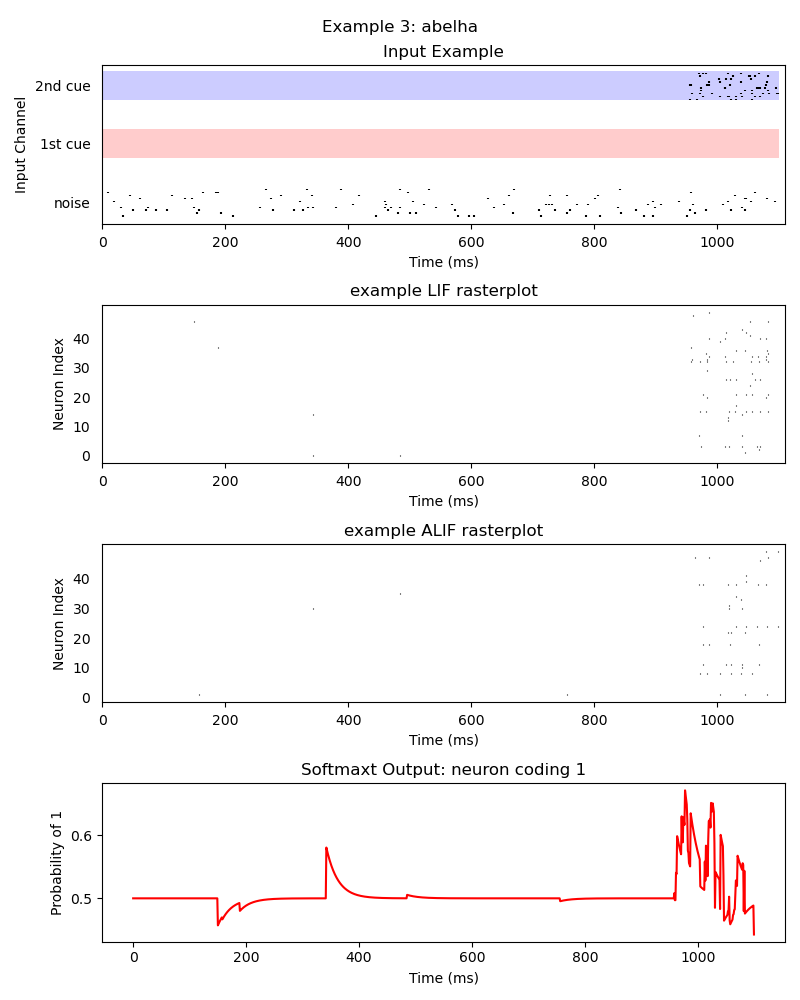 Example 3: abelha
Input Example
2nd cue
1st cue
noise
Input Channel
0 200 400 600 800 1000
Time (ms)
example LIF rasterplot
40
30
20
10
0
Neuron Index
0 200 400 600 800 1000
Time (ms)
example ALIF rasterplot
40
30
20
10
0
Neuron Index
0 200 400 600 800 1000
Time (ms)
Softmaxt Output: neuron coding 1
0.6
0.5
Probability of 1
0 200 400 600 800 1000
Time (ms)